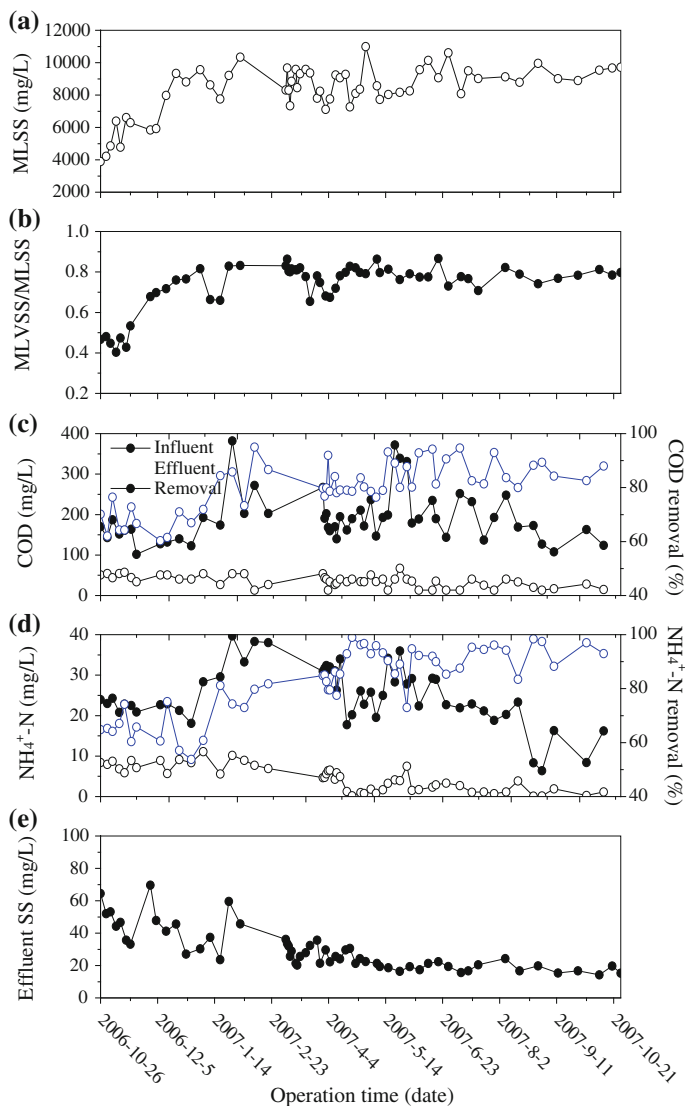 (a)
12000
10000
8000
6000
4000
2000
MLSS (mg/L)
(b)
1.0
0.8
0.6
0.4
0.2
MLVSS/MLSS
(c)
400
300
200
100
0
COD (mg/L)
Influent
Effluent
Removal
100
80
60
40
COD removal (%)
(d)
40
30
20
10
0
NH₄⁺-N (mg/L)
100
80
60
40
NH₄⁺-N removal (%)
(e)
100
80
60
40
20
0
Effluent SS (mg/L)
2006-10-26
2006-12-5
2007-1-14
2007-2-23
2007-4-4
2007-5-14
2007-6-23
2007-8-2
2007-9-11
2007-10-21
Operation time (date)